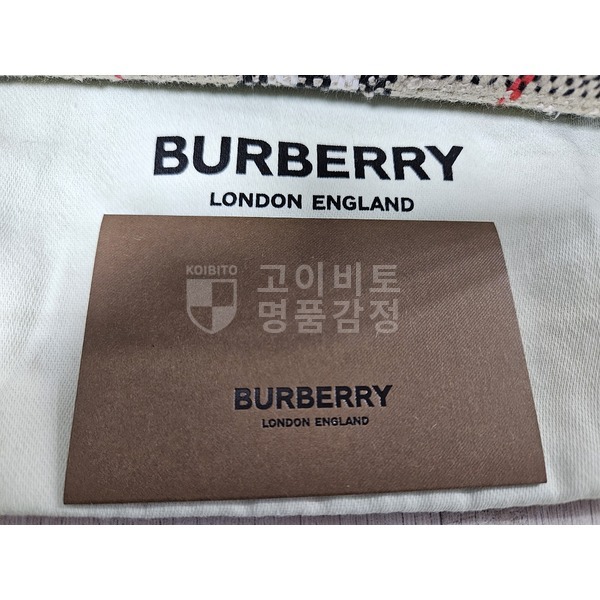 BURBERRY
LONDON ENGLAND
KOIBITO
고이비토
명품감정
BURBERRY
LONDON ENGLAND